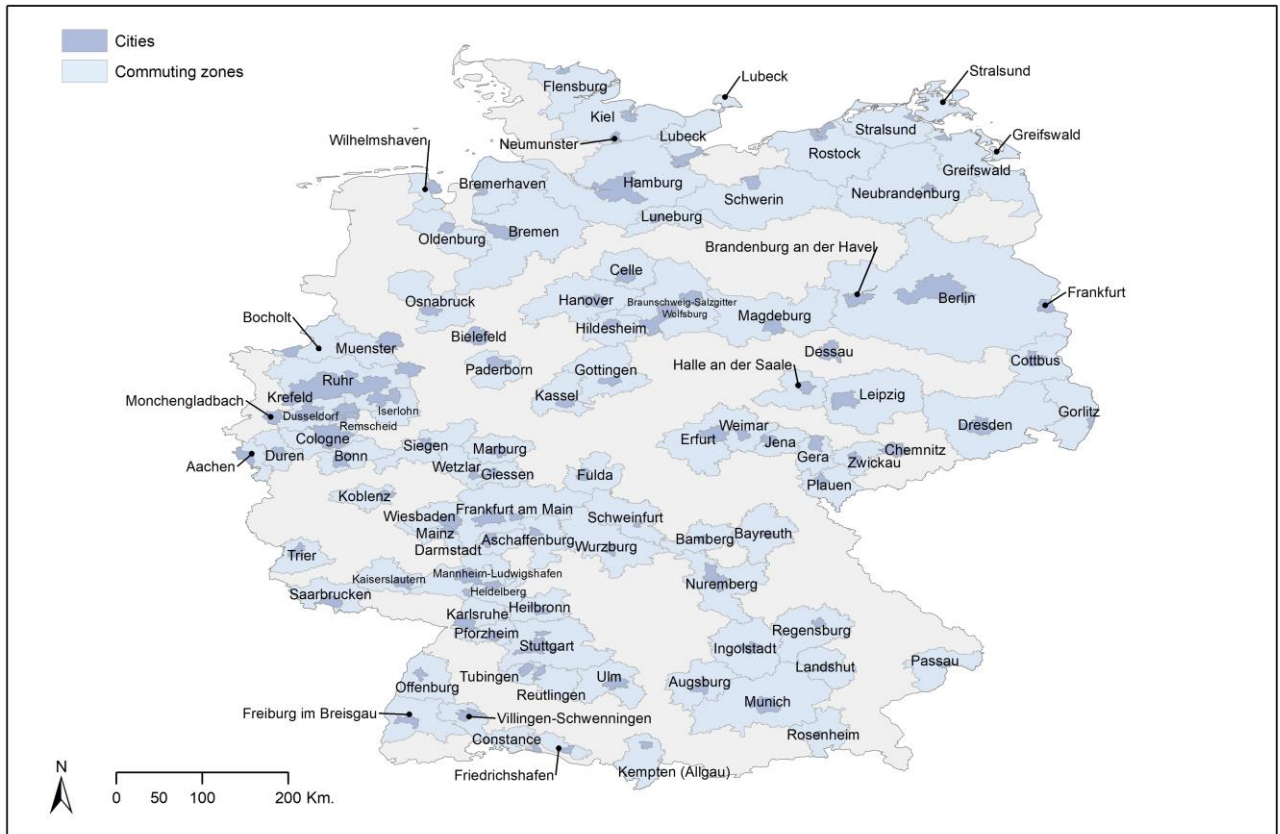 Cities
Commuting zones
Lubeck
Stralsund
Flensburg
Kiel
Neumunster
Lubeck
Stralsund
Greifswald
Wilhelmshaven
Rostock
Greifswald
Bremerhaven
Hamburg
Schwerin
Neubrandenburg
Luneburg
Oldenburg
Bremen
Brandenburg an der Havel
Celle
Osnabruck
Hanover
Braunschweig-Salzgitter
Wolfsburg
Berlin
Frankfurt
Magdeburg
Bocholt
Hildesheim
Muenster
Bielefeld
Dessau
Cottbus
Paderborn
Gottingen
Halle an der Saale
Ruhr
Krefeld
Kassel
Leipzig
Monchengladbach
Dusseldorf
Iserlohn
Remscheid
Gorlitz
Cologne
Weimar
Dresden
Erfurt
Jena
Siegen
Marburg
Chemnitz
Aachen
Duren
Bonn
Gera
Zwickau
Wetzlar
Giessen
Fulda
Plauen
Koblenz
Wiesbaden
Frankfurt am Main
Schweinfurt
Mainz
Bayreuth
Darmstadt
Aschaffenburg
Wurzburg
Bamberg
Trier
Kaiserslautern
Mannheim-Ludwigshafen
Nuremberg
Saarbrucken
Heidelberg
Karlsruhe
Heilbronn
Pforzheim
Regensburg
Stuttgart
Ingolstadt
Passau
Landshut
Tubingen
Ulm
Offenburg
Reutlingen
Augsburg
Munich
Freiburg im Breisgau
Villingen-Schwenningen
Constance
Rosenheim
Friedrichshafen
Kempten (Allgau)
N
0 50 100 200 Km.